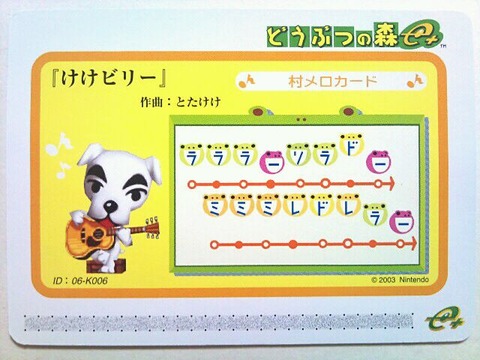 どうぶつの森e+™
『けけビリー』
村メロカード
作曲：とたけけ
ラララーソラドー
ミミミレドレラー
ID：06-K006
© 2003 Nintendo
e+